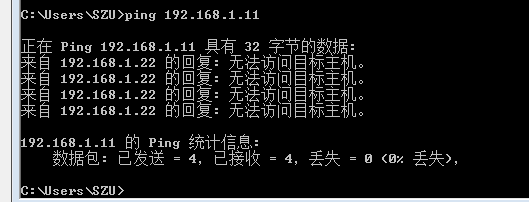 C:\Users\SZU>ping 192.168.1.11
正在 Ping 192.168.1.11 具有 32 字节的数据:
来自 192.168.1.22 的回复: 无法访问目标主机。
来自 192.168.1.22 的回复: 无法访问目标主机。
来自 192.168.1.22 的回复: 无法访问目标主机。
来自 192.168.1.22 的回复: 无法访问目标主机。
192.168.1.11 的 Ping 统计信息:
数据包: 已发送 = 4，已接收 = 4，丢失 = 0 (0% 丢失)，
C:\Users\SZU>